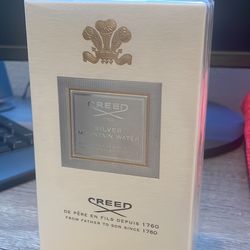 CREED
SILVER
MOUNTAIN WATER
CREED
DE PÈRE EN FILS DEPUIS 1760
FROM FATHER TO SON SINCE 1760